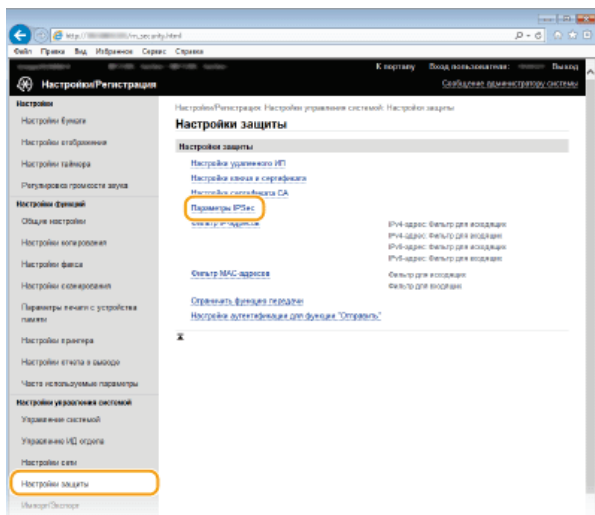 http://
/m_security.html
Файл Правка Вид Избранное Сервис Справка
К порталу Вход пользователя: Выход
Настройки/Регистрация
Сообщение администратору системы
Настройки
Настройки бумаги
Настройки отображения
Настройки таймера
Регулировка громкости звука
Настройки функций
Общие настройки
Настройки копирования
Настройки факса
Настройки сканирования
Параметры печати с устройства
памяти
Настройки принтера
Настройки отчета о выводе
Часто используемые параметры
Настройки управления системой
Управление системой
Управление ИД отдела
Настройки сети
Настройки защиты
Импорт/Экспорт
Настройки/Регистрация: Настройки управления системой: Настройки защиты
Настройки защиты
Настройки защиты
Настройки удаленного ИП
Настройки ключа и сертификата
Настройки сертификата CA
Параметры IPSec
Фильтр IP-адресов
IPv4-адрес: Фильтр для исходящих
IPv4-адрес: Фильтр для входящих
IPv6-адрес: Фильтр для исходящих
IPv6-адрес: Фильтр для входящих
Фильтр MAC-адресов
Фильтр для исходящих
Фильтр для входящих
Ограничить функции передачи
Настройки аутентификации для функции "Отправить"